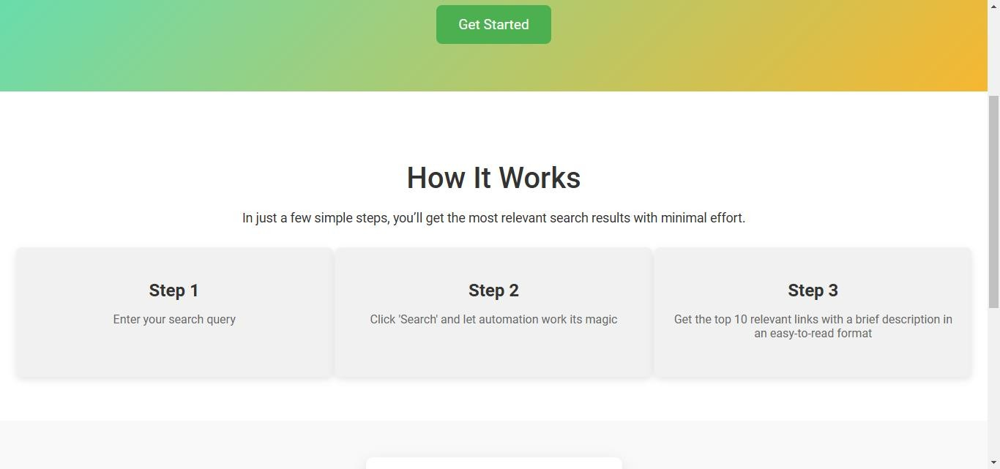 Get Started
How It Works
In just a few simple steps, you’ll get the most relevant search results with minimal effort.
Step 1
Enter your search query
Step 2
Click 'Search' and let automation work its magic
Step 3
Get the top 10 relevant links with a brief description in
an easy-to-read format